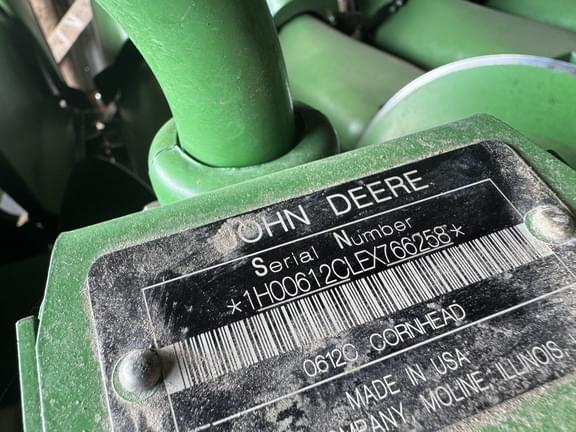 JOHN DEERE
Serial Number
*1H00612CLEX766258*
0612C CORNHEAD
MADE IN USA
MPANY, MOLINE ILLINOIS,